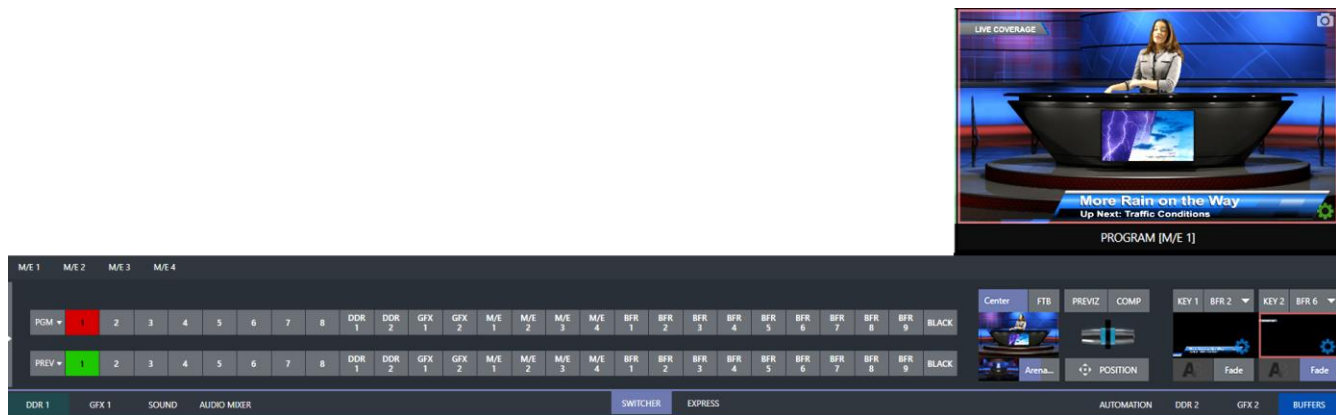 LIVE COVERAGE
More Rain on the Way
Up Next: Traffic Conditions
PROGRAM [M/E 1]
M/E 1 M/E 2 M/E 3 M/E 4
Center FTB PREVIZ COMP KEY 1 BFR 2 KEY 2 BFR 6
PGM 1 2 3 4 5 6 7 8 DDR 1 DDR 2 GFX 1 GFX 2 M/E 1 M/E 2 M/E 3 M/E 4 BFR 1 BFR 2 BFR 3 BFR 4 BFR 5 BFR 6 BFR 7 BFR 8 BFR 9 BLACK
PREV 1 2 3 4 5 6 7 8 DDR 1 DDR 2 GFX 1 GFX 2 M/E 1 M/E 2 M/E 3 M/E 4 BFR 1 BFR 2 BFR 3 BFR 4 BFR 5 BFR 6 BFR 7 BFR 8 BFR 9 BLACK
Arena... POSITION A Fade A Fade
DDR 1 GFX 1 SOUND AUDIO MIXER SWITCHER EXPRESS AUTOMATION DDR 2 GFX 2 BUFFERS